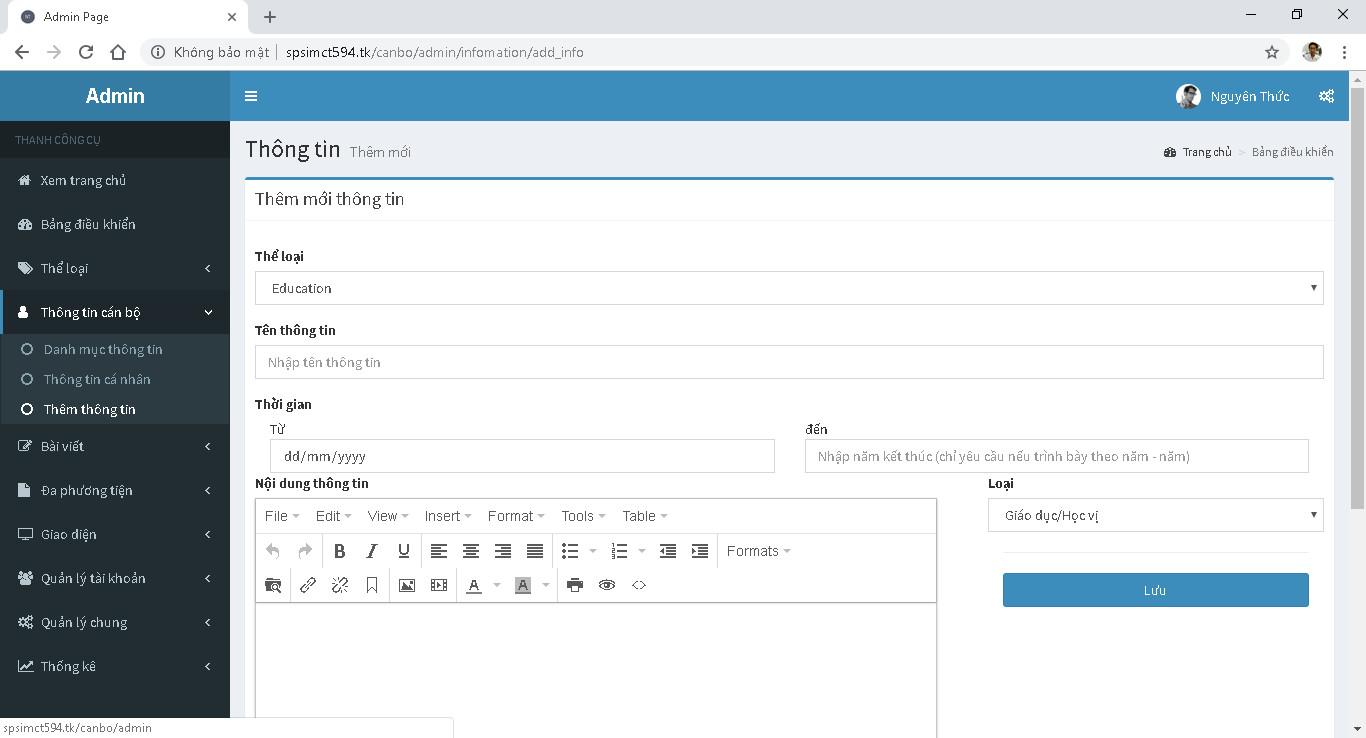 Admin Page
Không bảo mật spsimct594.tk/canbo/admin/infomation/add_info
Admin
Nguyên Thức
THANH CÔNG CỤ
Xem trang chủ
Bảng điều khiển
Thể loại
Thông tin cán bộ
Danh mục thông tin
Thông tin cá nhân
Thêm thông tin
Bài viết
Đa phương tiện
Giao diện
Quản lý tài khoản
Quản lý chung
Thống kê
Thông tin Thêm mới
Trang chủ > Bảng điều khiển
Thêm mới thông tin
Thể loại
Education
Tên thông tin
Nhập tên thông tin
Thời gian
Từ
đến
dd/mm/yyyy
Nhập năm kết thúc (chỉ yêu cầu nếu trình bày theo năm - năm)
Nội dung thông tin
Loại
File Edit View Insert Format Tools Table
Giáo dục/Học vị
Formats
Lưu
spsimct594.tk/canbo/admin